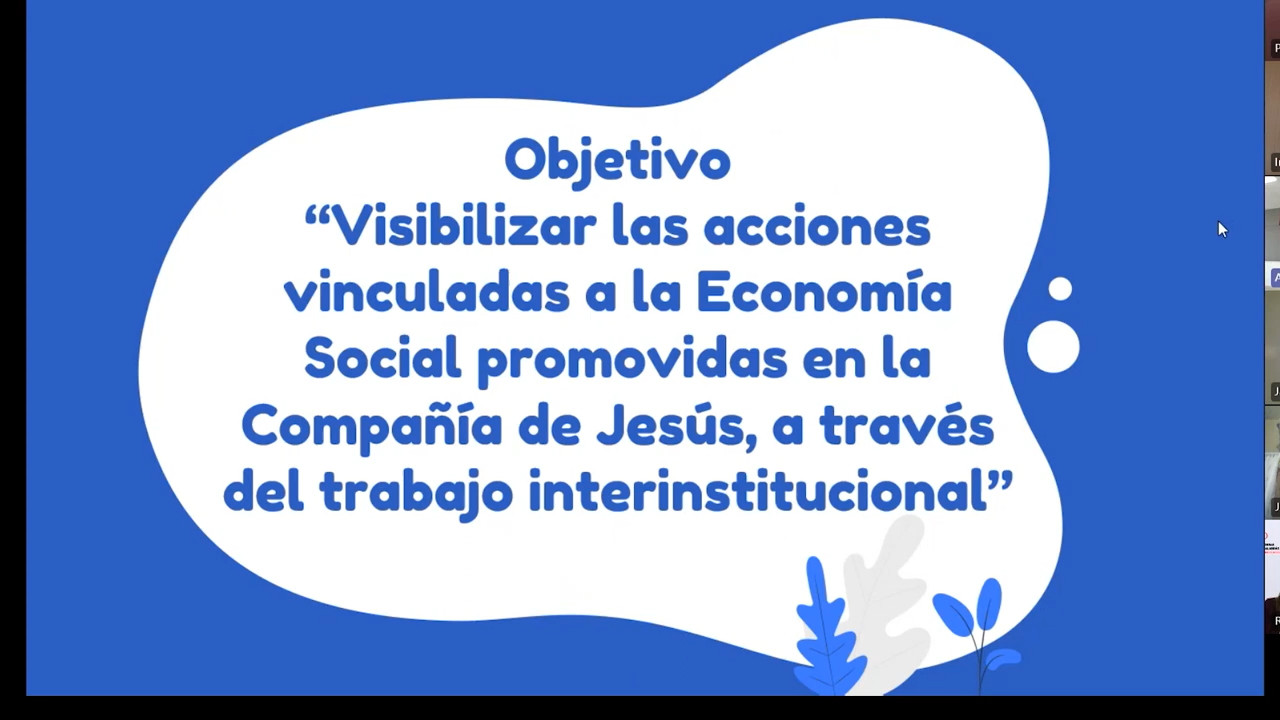 Objetivo
“Visibilizar las acciones
vinculadas a la Economía
Social promovidas en la
Compañía de Jesús, a través
del trabajo interinstitucional”